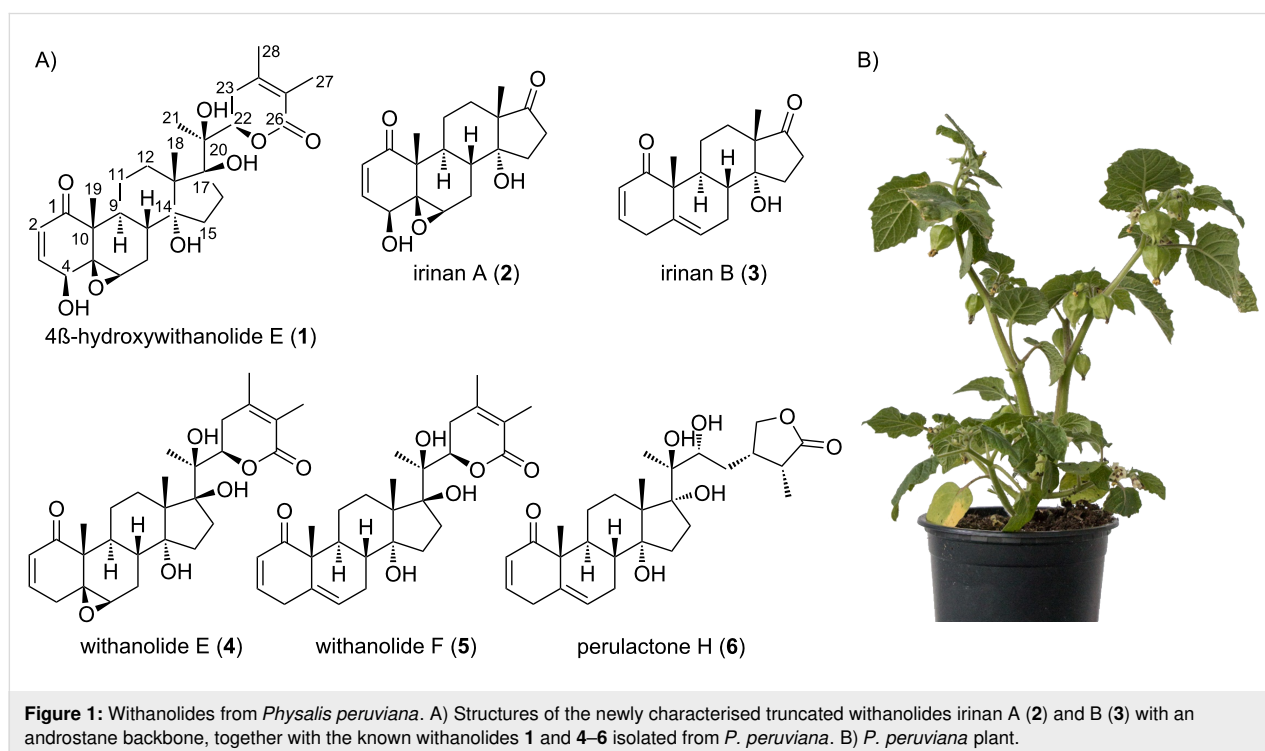 A)
B)
28
23
27
OH
21
22
26
O
O
18
20
12
OH
O
11
17
19
H
1
9
14
2
15
10
H
OH
4
O
OH
4ß-hydroxywithanolide E (1)
O
O
H
H
OH
O
OH
irinan A (2)
O
O
H
H
OH
irinan B (3)
OH
O
O
OH
O
H
H
OH
O
withanolide E (4)
OH
O
O
OH
O
H
H
OH
withanolide F (5)
OH
OH
O
O
OH
O
H
H
OH
perulactone H (6)
Figure 1: Withanolides from Physalis peruviana. A) Structures of the newly characterised truncated withanolides irinan A (2) and B (3) with an
androstane backbone, together with the known withanolides 1 and 4–6 isolated from P. peruviana. B) P. peruviana plant.